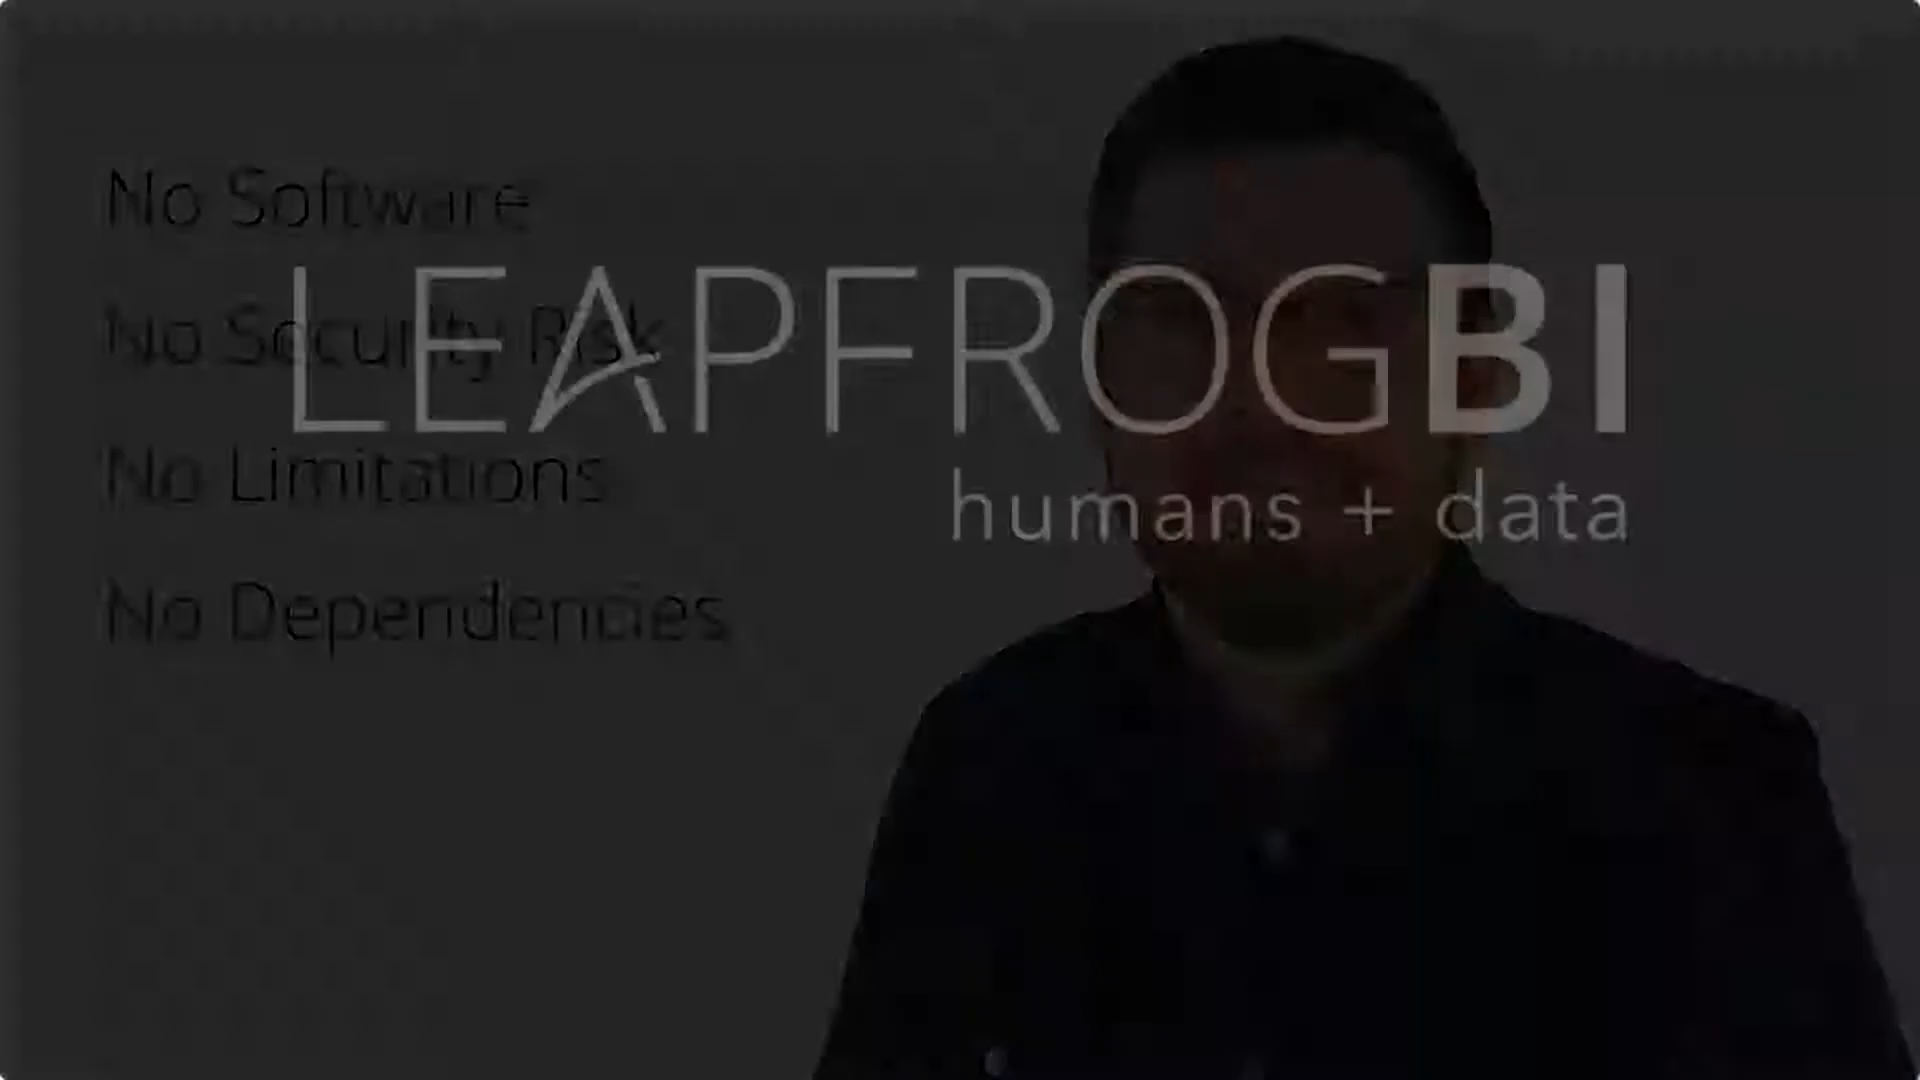 No Software
LEAPFROGBI
No Security Risk
No Limitations
humans + data
No Dependencies